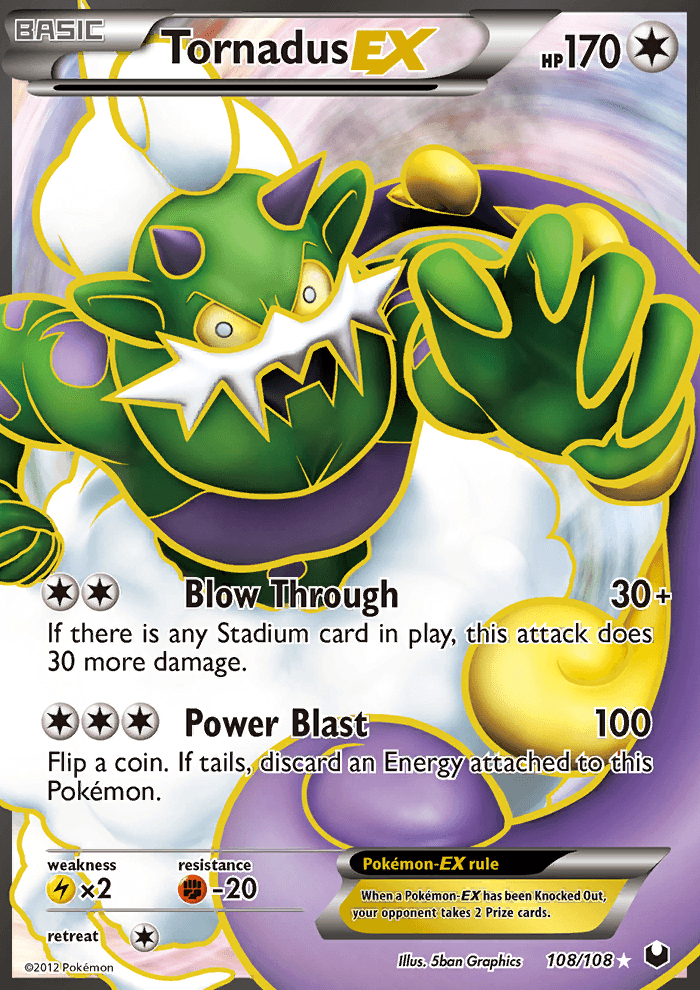 BASIC
Tornadus EX
HP170
Blow Through 30+
If there is any Stadium card in play, this attack does
30 more damage.
Power Blast 100
Flip a coin. If tails, discard an Energy attached to this
Pokémon.
weakness resistance
×2 -20
retreat
Pokémon-EX rule
When a Pokémon-EX has been Knocked Out,
your opponent takes 2 Prize cards.
©2012 Pokémon
Illus. 5ban Graphics 108/108